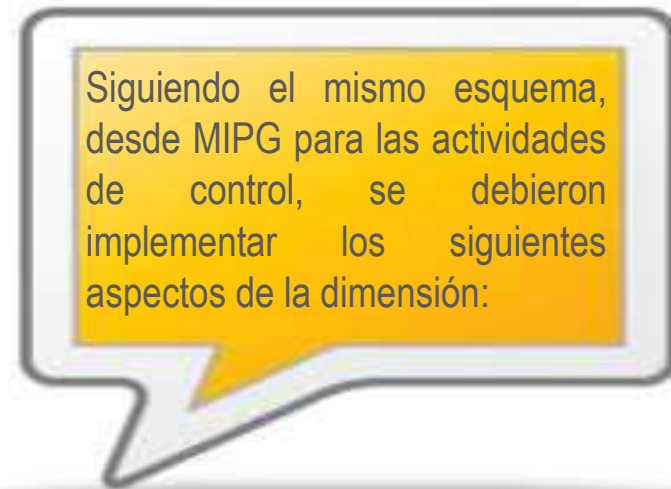 Siguiendo el mismo esquema,
desde MIPG para las actividades
de control, se debieron
implementar los siguientes
aspectos de la dimensión: